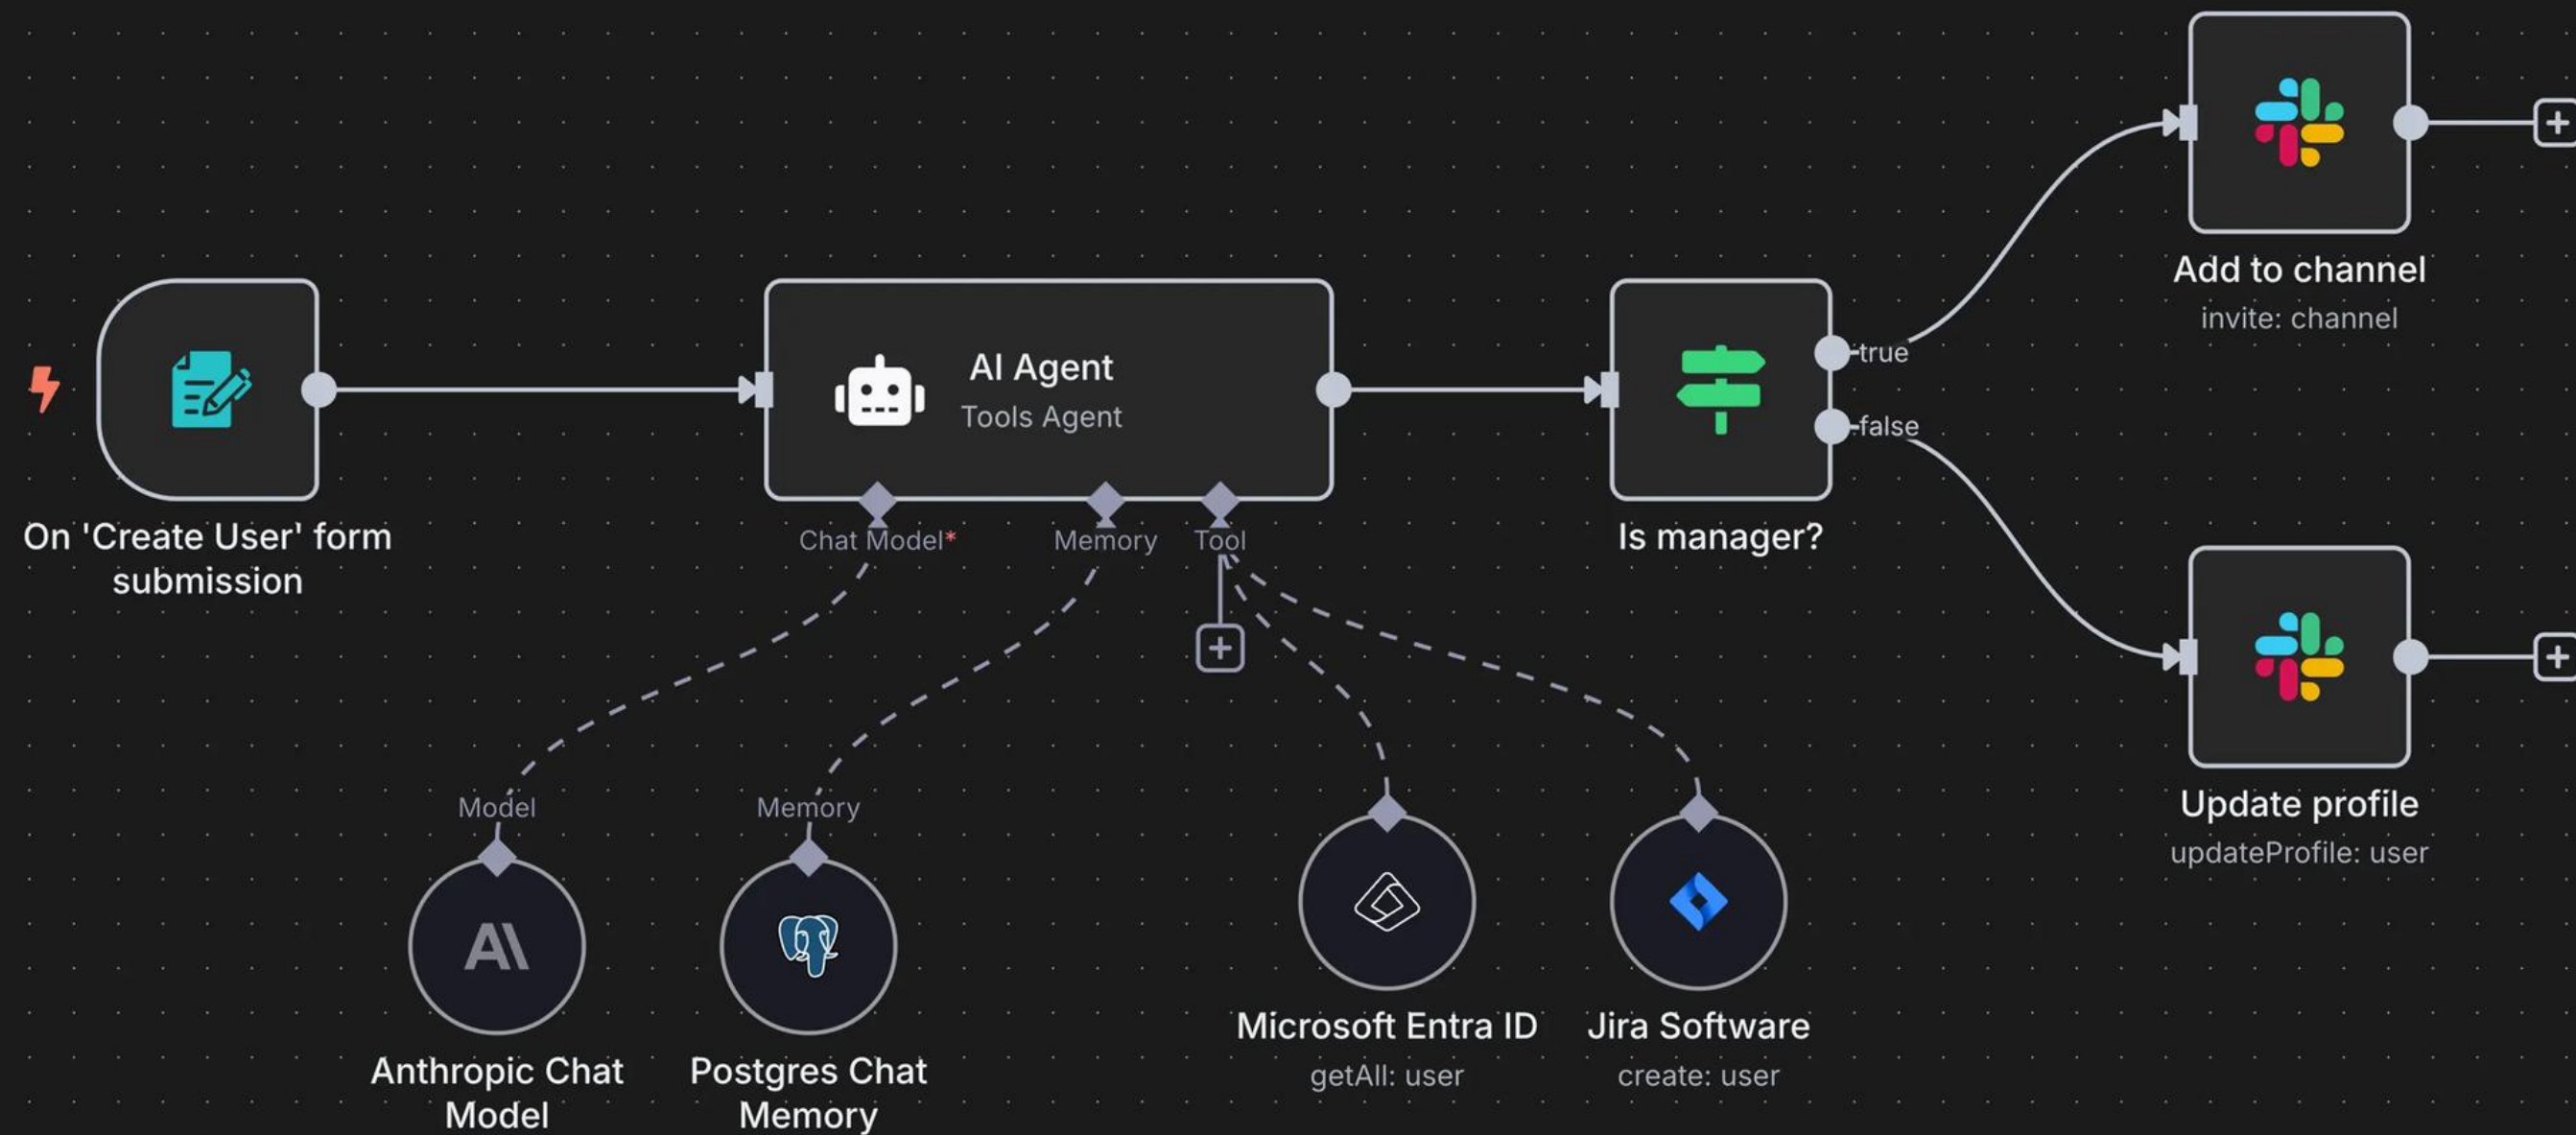 On 'Create User' form
submission
AI Agent
Tools Agent
Chat Model*
Memory
Tool
Is manager?
true
false
Add to channel
invite: channel
Update profile
updateProfile: user
Model
Memory
Anthropic Chat
Model
Postgres Chat
Memory
Microsoft Entra ID
getAll: user
Jira Software
create: user